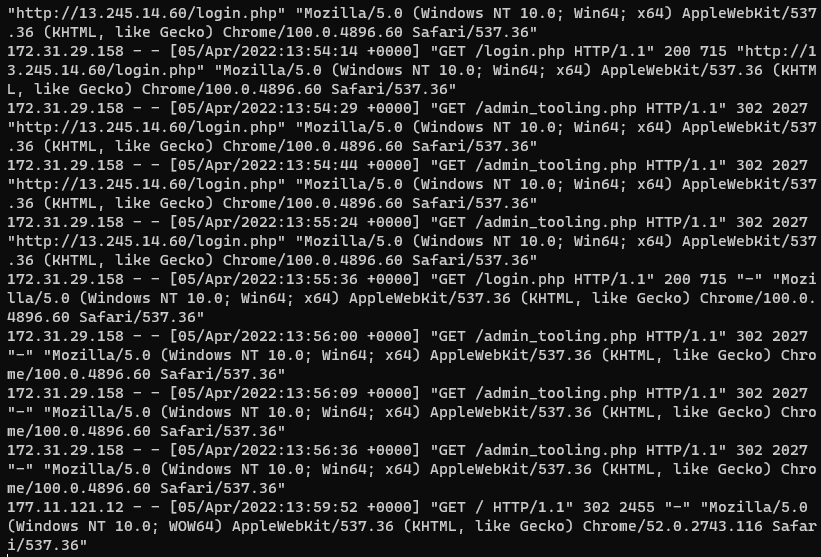 "http://13.245.14.60/login.php" "Mozilla/5.0 (Windows NT 10.0; Win64; x64) AppleWebKit/537
.36 (KHTML, like Gecko) Chrome/100.0.4896.60 Safari/537.36"
172.31.29.158 - - [05/Apr/2022:13:54:14 +0000] "GET /login.php HTTP/1.1" 200 715 "http://1
3.245.14.60/login.php" "Mozilla/5.0 (Windows NT 10.0; Win64; x64) AppleWebKit/537.36 (KHTM
L, like Gecko) Chrome/100.0.4896.60 Safari/537.36"
172.31.29.158 - - [05/Apr/2022:13:54:29 +0000] "GET /admin_tooling.php HTTP/1.1" 302 2027
"http://13.245.14.60/login.php" "Mozilla/5.0 (Windows NT 10.0; Win64; x64) AppleWebKit/537
.36 (KHTML, like Gecko) Chrome/100.0.4896.60 Safari/537.36"
172.31.29.158 - - [05/Apr/2022:13:54:44 +0000] "GET /admin_tooling.php HTTP/1.1" 302 2027
"http://13.245.14.60/login.php" "Mozilla/5.0 (Windows NT 10.0; Win64; x64) AppleWebKit/537
.36 (KHTML, like Gecko) Chrome/100.0.4896.60 Safari/537.36"
172.31.29.158 - - [05/Apr/2022:13:55:24 +0000] "GET /admin_tooling.php HTTP/1.1" 302 2027
"http://13.245.14.60/login.php" "Mozilla/5.0 (Windows NT 10.0; Win64; x64) AppleWebKit/537
.36 (KHTML, like Gecko) Chrome/100.0.4896.60 Safari/537.36"
172.31.29.158 - - [05/Apr/2022:13:55:36 +0000] "GET /login.php HTTP/1.1" 200 715 "-" "Mozi
lla/5.0 (Windows NT 10.0; Win64; x64) AppleWebKit/537.36 (KHTML, like Gecko) Chrome/100.0.
4896.60 Safari/537.36"
172.31.29.158 - - [05/Apr/2022:13:56:00 +0000] "GET /admin_tooling.php HTTP/1.1" 302 2027
"-" "Mozilla/5.0 (Windows NT 10.0; Win64; x64) AppleWebKit/537.36 (KHTML, like Gecko) Chro
me/100.0.4896.60 Safari/537.36"
172.31.29.158 - - [05/Apr/2022:13:56:09 +0000] "GET /admin_tooling.php HTTP/1.1" 302 2027
"-" "Mozilla/5.0 (Windows NT 10.0; Win64; x64) AppleWebKit/537.36 (KHTML, like Gecko) Chro
me/100.0.4896.60 Safari/537.36"
172.31.29.158 - - [05/Apr/2022:13:56:36 +0000] "GET /admin_tooling.php HTTP/1.1" 302 2027
"-" "Mozilla/5.0 (Windows NT 10.0; Win64; x64) AppleWebKit/537.36 (KHTML, like Gecko) Chro
me/100.0.4896.60 Safari/537.36"
177.11.121.12 - - [05/Apr/2022:13:59:52 +0000] "GET / HTTP/1.1" 302 2455 "-" "Mozilla/5.0
(Windows NT 10.0; WOW64) AppleWebKit/537.36 (KHTML, like Gecko) Chrome/52.0.2743.116 Safar
i/537.36"